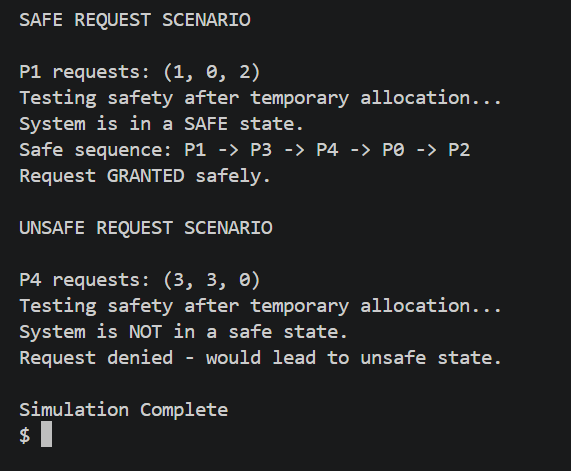 SAFE REQUEST SCENARIO
P1 requests: (1, 0, 2)
Testing safety after temporary allocation...
System is in a SAFE state.
Safe sequence: P1 -> P3 -> P4 -> P0 -> P2
Request GRANTED safely.
UNSAFE REQUEST SCENARIO
P4 requests: (3, 3, 0)
Testing safety after temporary allocation...
System is NOT in a safe state.
Request denied - would lead to unsafe state.
Simulation Complete
$